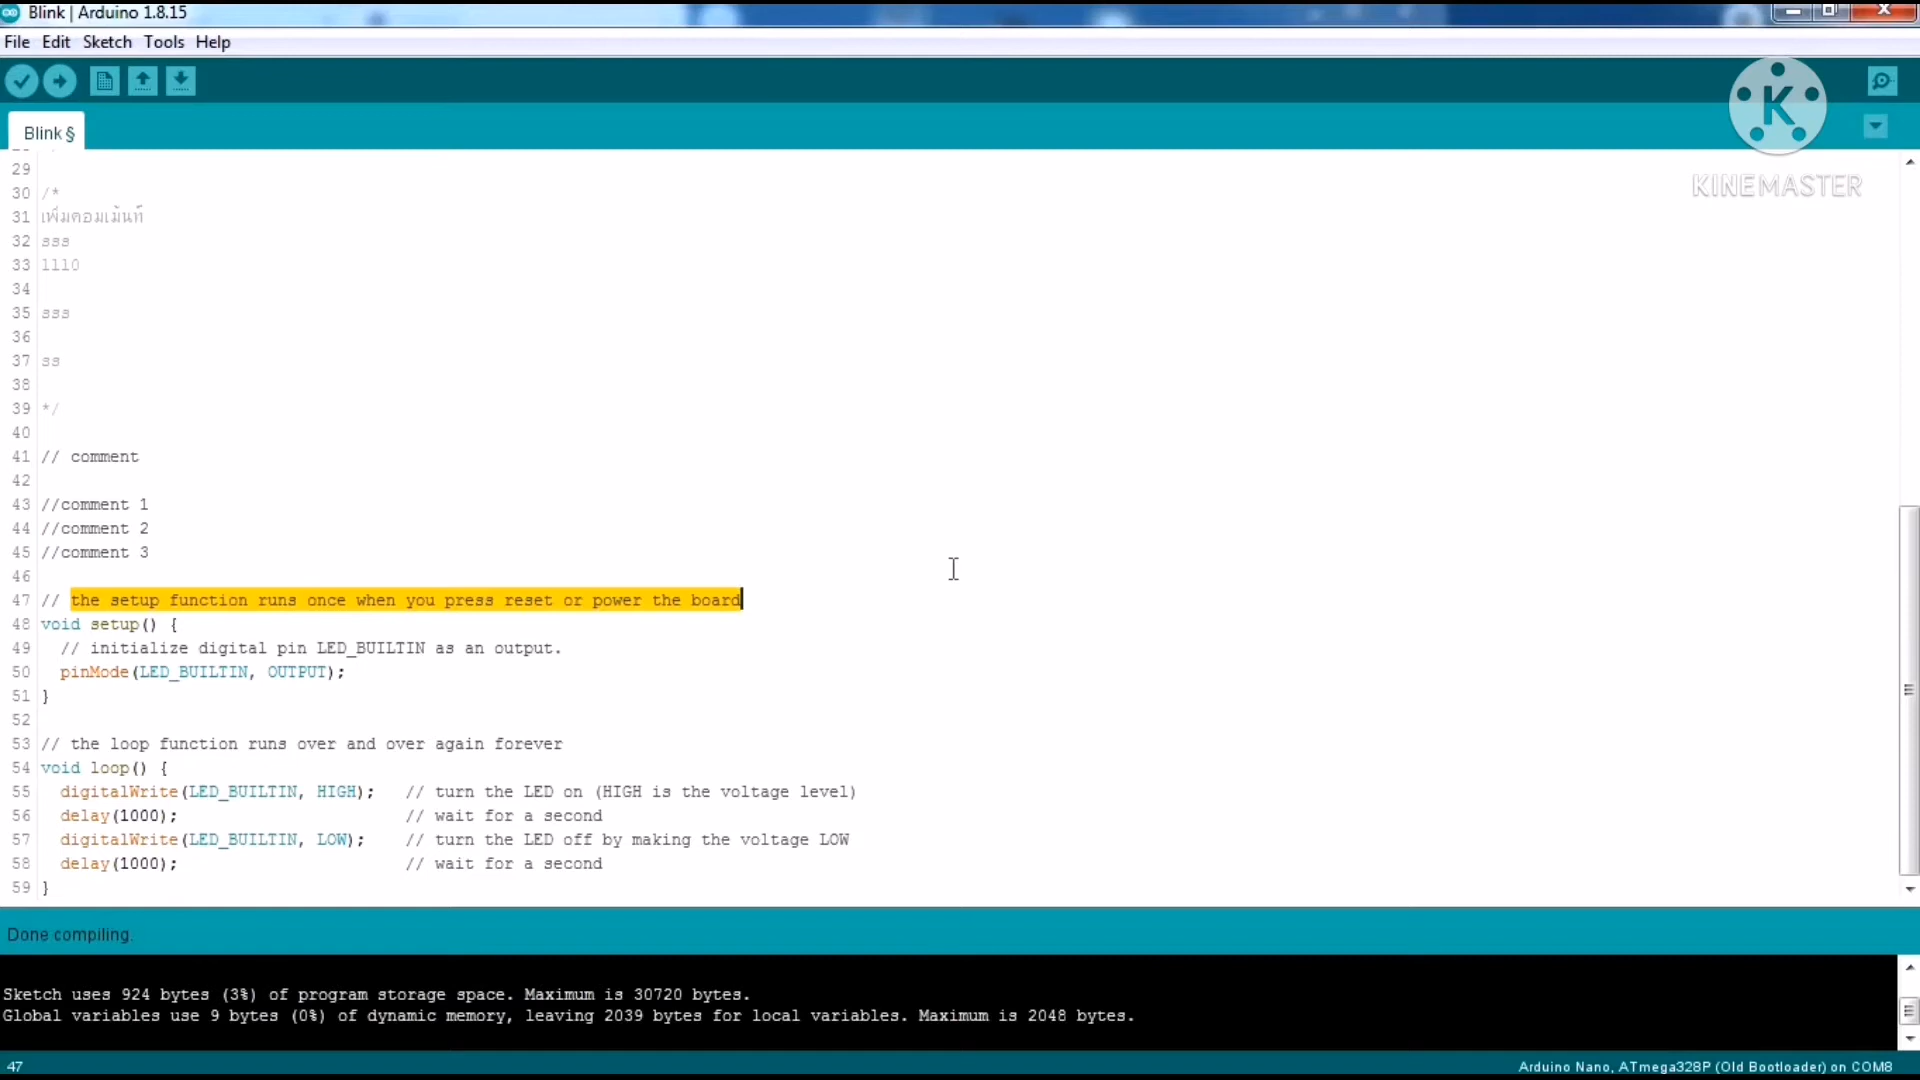 Blink | Arduino 1.8.15
File Edit Sketch Tools Help
K
KINEMASTER
Blink §
29
30 /*
31 เพิ่มคอมเม้นท์
32 sss
33 1110
34
35 sss
36
37 ss
38
39 */
40
41 // comment
42
43 //comment 1
44 //comment 2
45 //comment 3
46
47 // the setup function runs once when you press reset or power the board
48 void setup() {
49 // initialize digital pin LED_BUILTIN as an output.
50 pinMode(LED_BUILTIN, OUTPUT);
51 }
52
53 // the loop function runs over and over again forever
54 void loop() {
55 digitalWrite(LED_BUILTIN, HIGH); // turn the LED on (HIGH is the voltage level)
56 delay(1000); // wait for a second
57 digitalWrite(LED_BUILTIN, LOW); // turn the LED off by making the voltage LOW
58 delay(1000); // wait for a second
59 }
Done compiling.
Sketch uses 924 bytes (3%) of program storage space. Maximum is 30720 bytes.
Global variables use 9 bytes (0%) of dynamic memory, leaving 2039 bytes for local variables. Maximum is 2048 bytes.
47
Arduino Nano, ATmega328P (Old Bootloader) on COM8